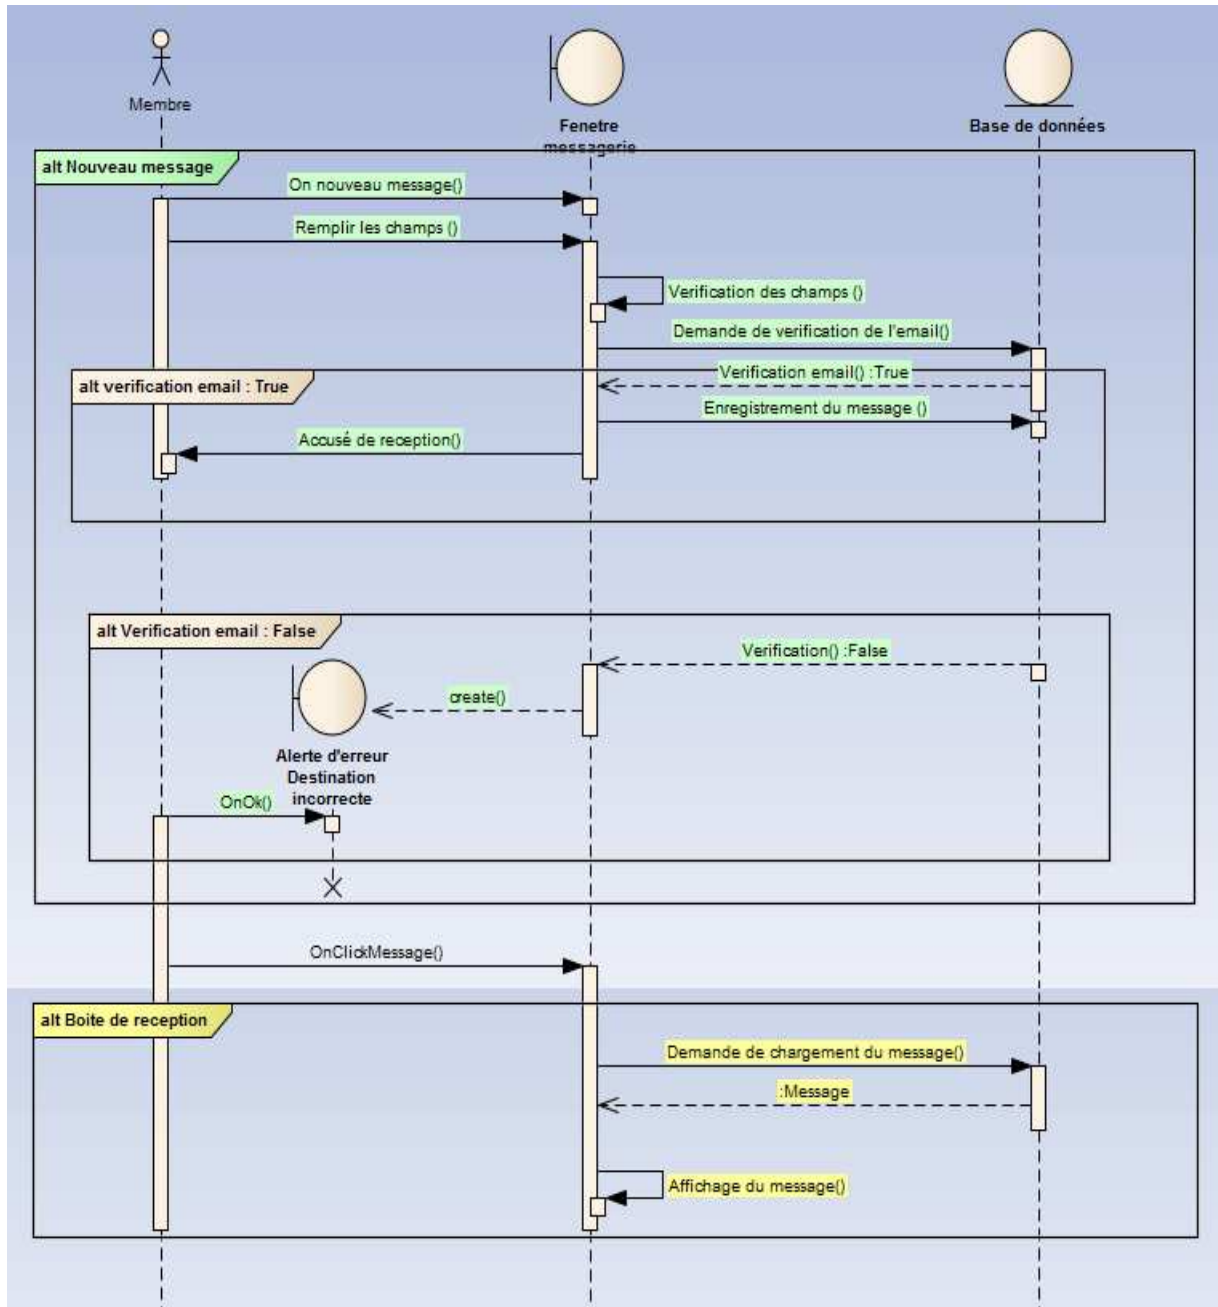 Membre
Fenetre
messagerie
Base de données
alt Nouveau message
On nouveau message()
Remplir les champs ()
Verification des champs ()
Demande de verification de l'email()
alt verification email : True
Verification email() :True
Enregistrement du message ()
Accusé de reception()
alt Verification email : False
Verification() :False
create()
Alerte d'erreur
Destination
incorrecte
OnOk()
OnClickMessage()
alt Boite de reception
Demande de chargement du message()
:Message
Affichage du message()